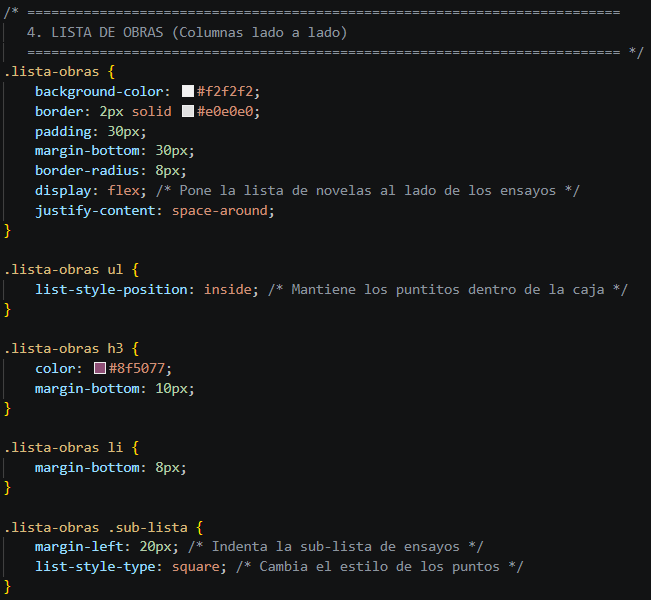 /* ==========================================================================
4. LISTA DE OBRAS (Columnas lado a lado)
========================================================================== */
.lista-obras {
    background-color: #f2f2f2;
    border: 2px solid #e0e0e0;
    padding: 30px;
    margin-bottom: 30px;
    border-radius: 8px;
    display: flex; /* Pone la lista de novelas al lado de los ensayos */
    justify-content: space-around;
}

.lista-obras ul {
    list-style-position: inside; /* Mantiene los puntitos dentro de la caja */
}

.lista-obras h3 {
    color: #8f5077;
    margin-bottom: 10px;
}

.lista-obras li {
    margin-bottom: 8px;
}

.lista-obras .sub-lista {
    margin-left: 20px; /* Indenta la sub-lista de ensayos */
    list-style-type: square; /* Cambia el estilo de los puntos */
}